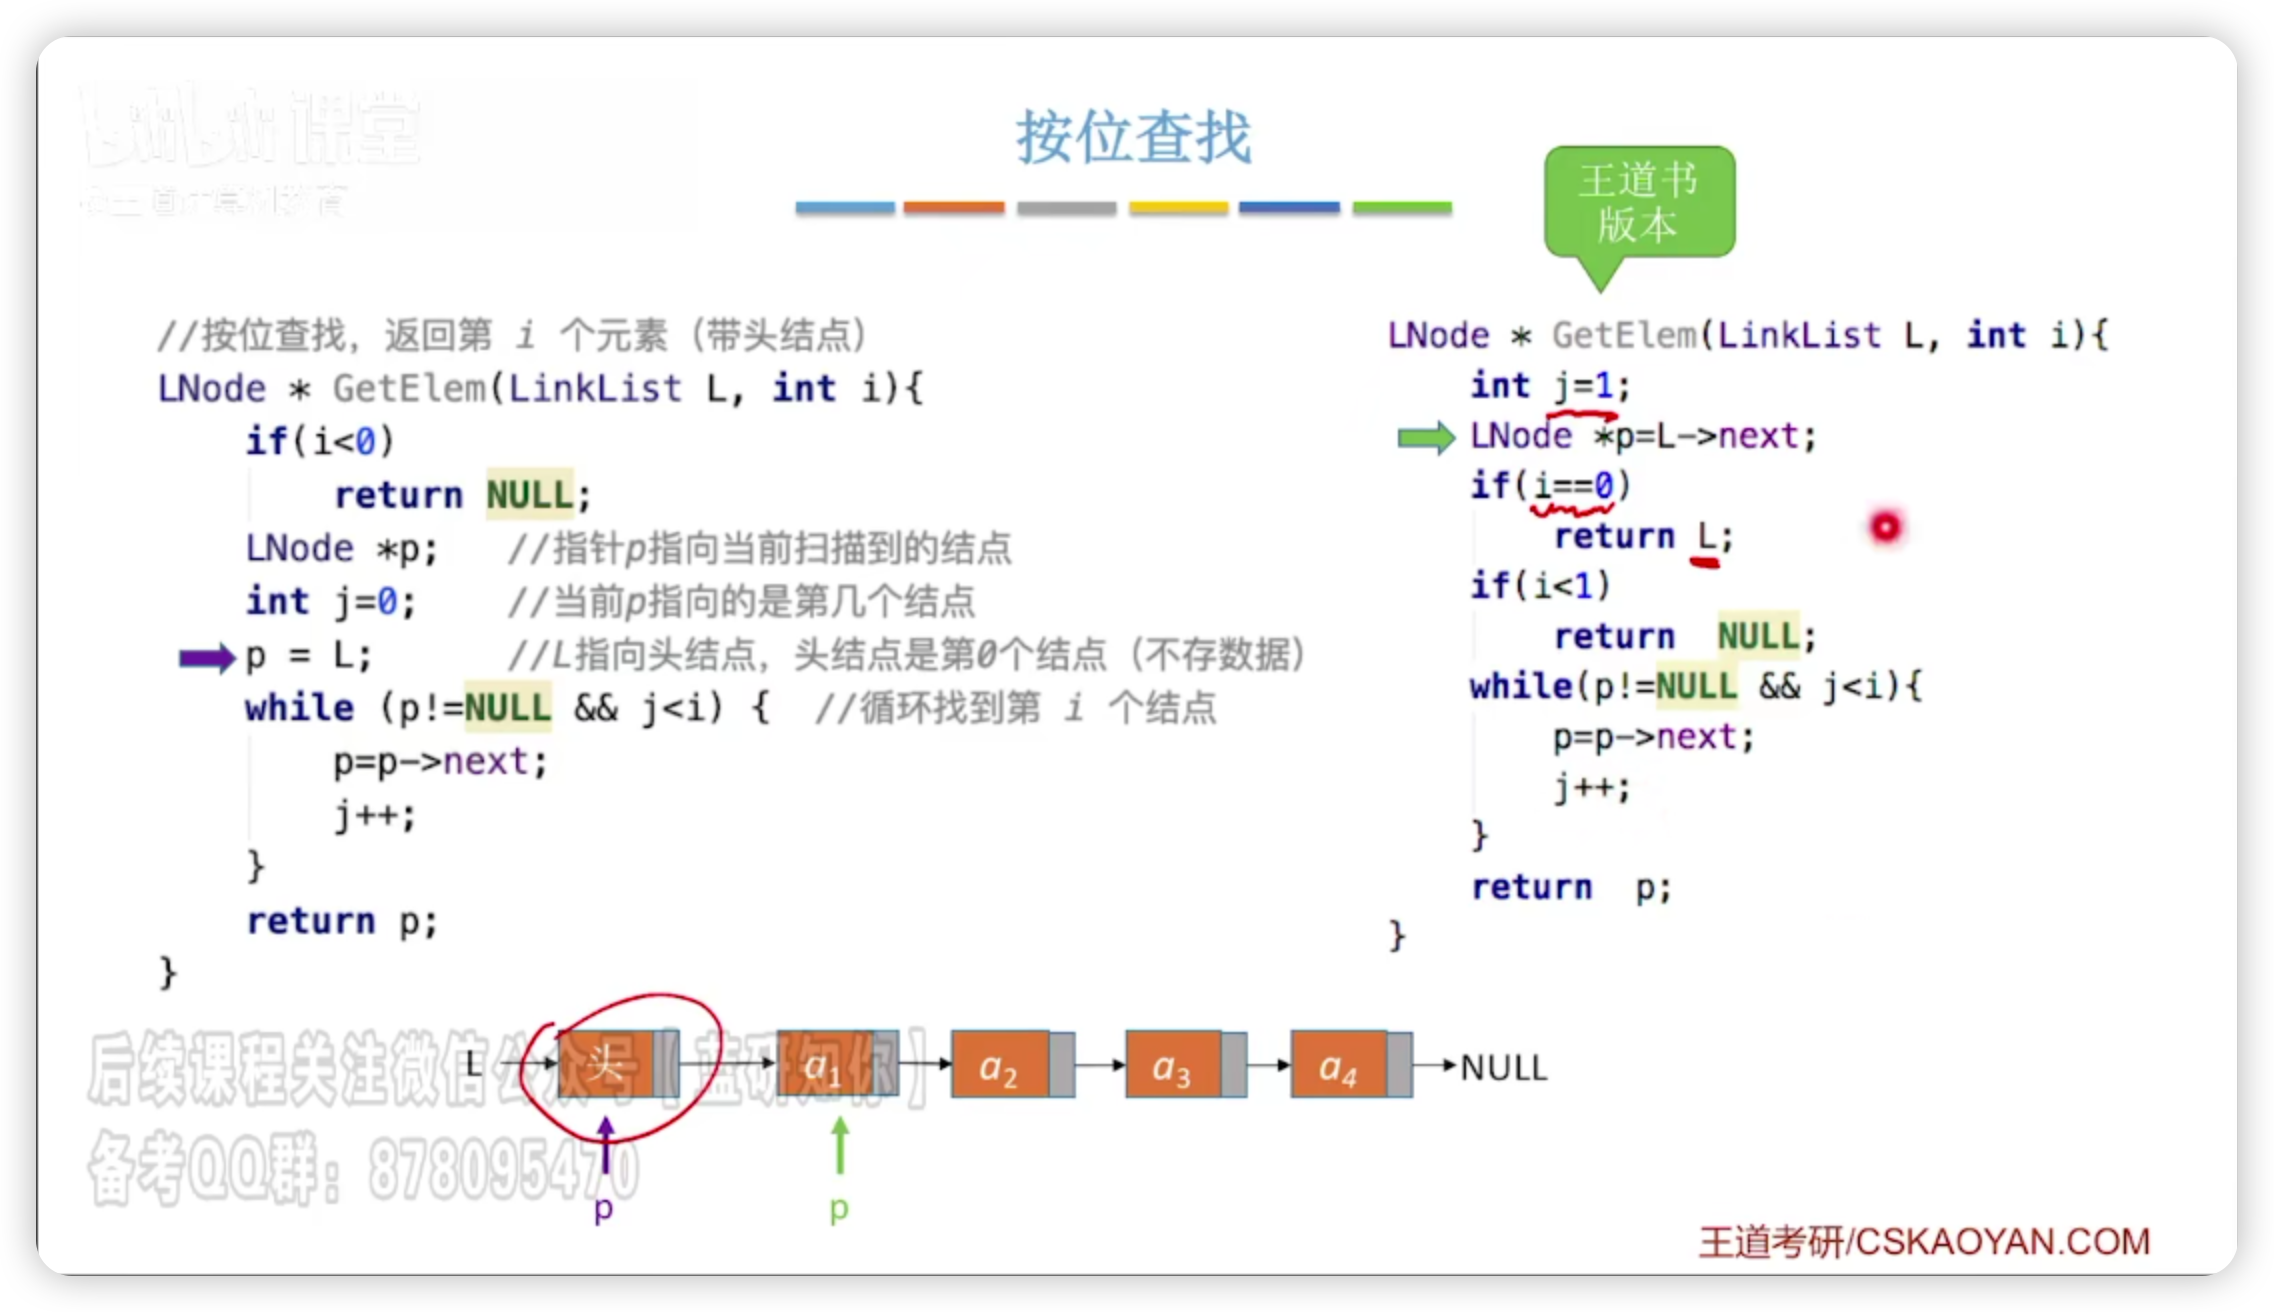 课堂
按位查找
王道书
版本
//按位查找，返回第 i 个元素（带头结点）
LNode * GetElem(LinkList L, int i){
if(i<0)
return NULL;
LNode *p; //指针p指向当前扫描到的结点
int j=0; //当前p指向的是第几个结点
p = L; //L指向头结点，头结点是第0个结点（不存数据）
while (p!=NULL && j<i) { //循环找到第 i 个结点
p=p->next;
j++;
}
return p;
}
LNode * GetElem(LinkList L, int i){
int j=1;
LNode *p=L->next;
if(i==0)
return L;
if(i<1)
return NULL;
while(p!=NULL && j<i){
p=p->next;
j++;
}
return p;
}
L 头 a1 a2 a3 a4 NULL
p p
后续课程关注微信公众号【蓝研知你】
备考QQ群：878095470
王道考研/CSKAOYAN.COM